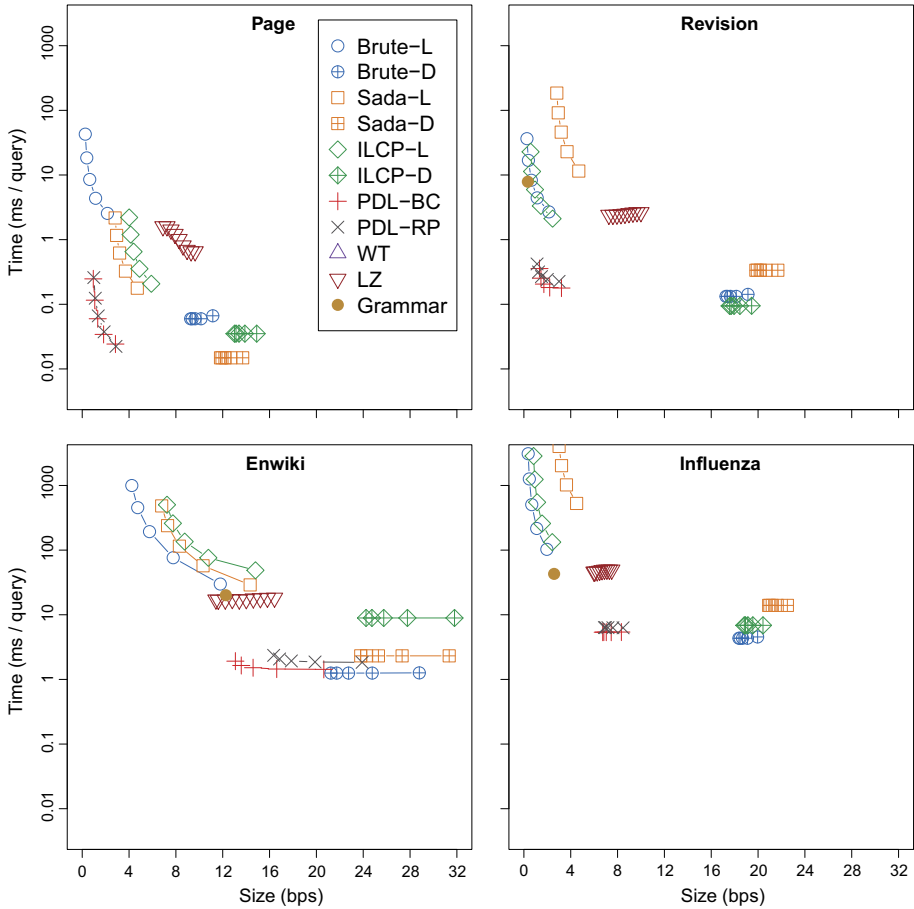 Page
Revision
Time (ms / query)
1000
100
10
1
0.1
0.01
Brute−L
Brute−D
Sada−L
Sada−D
ILCP−L
ILCP−D
PDL−BC
PDL−RP
WT
LZ
Grammar
Enwiki
Influenza
Time (ms / query)
1000
100
10
1
0.1
0.01
0 4 8 12 16 20 24 28 32
0 4 8 12 16 20 24 28 32
Size (bps)
Size (bps)